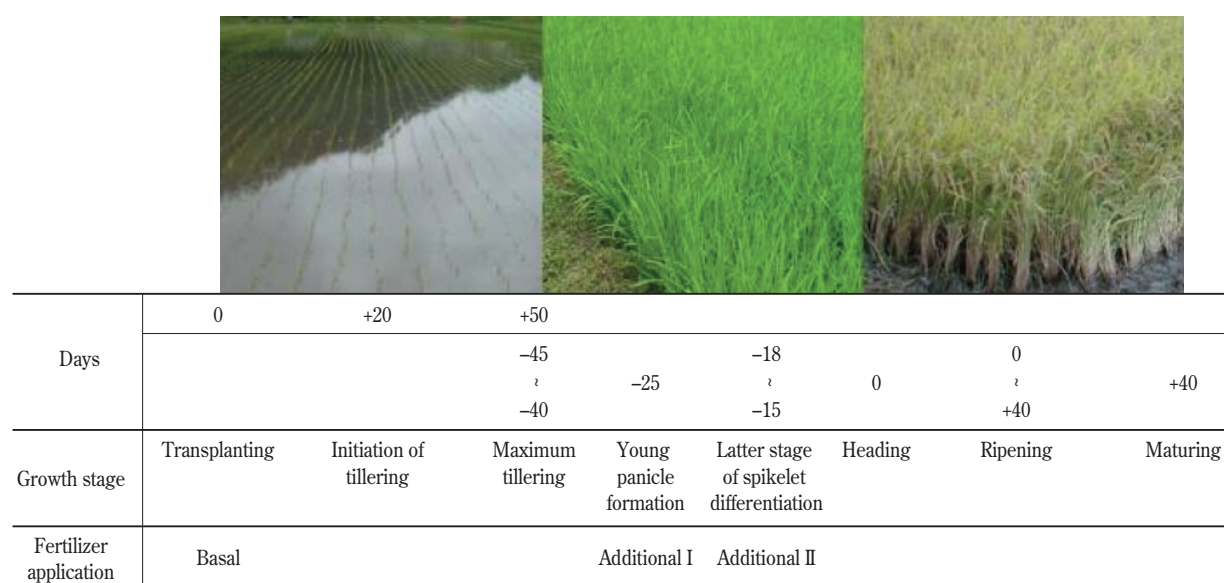 0 +20 +50
Days
–45 –18 0
~ –25 ~ 0 ~ +40
–40 –15 +40
Growth stage
Transplanting Initiation of Maximum Young Latter stage Heading Ripening Maturing
tillering tillering panicle of spikelet
formation differentiation
Fertilizer
application
Basal Additional I Additional II